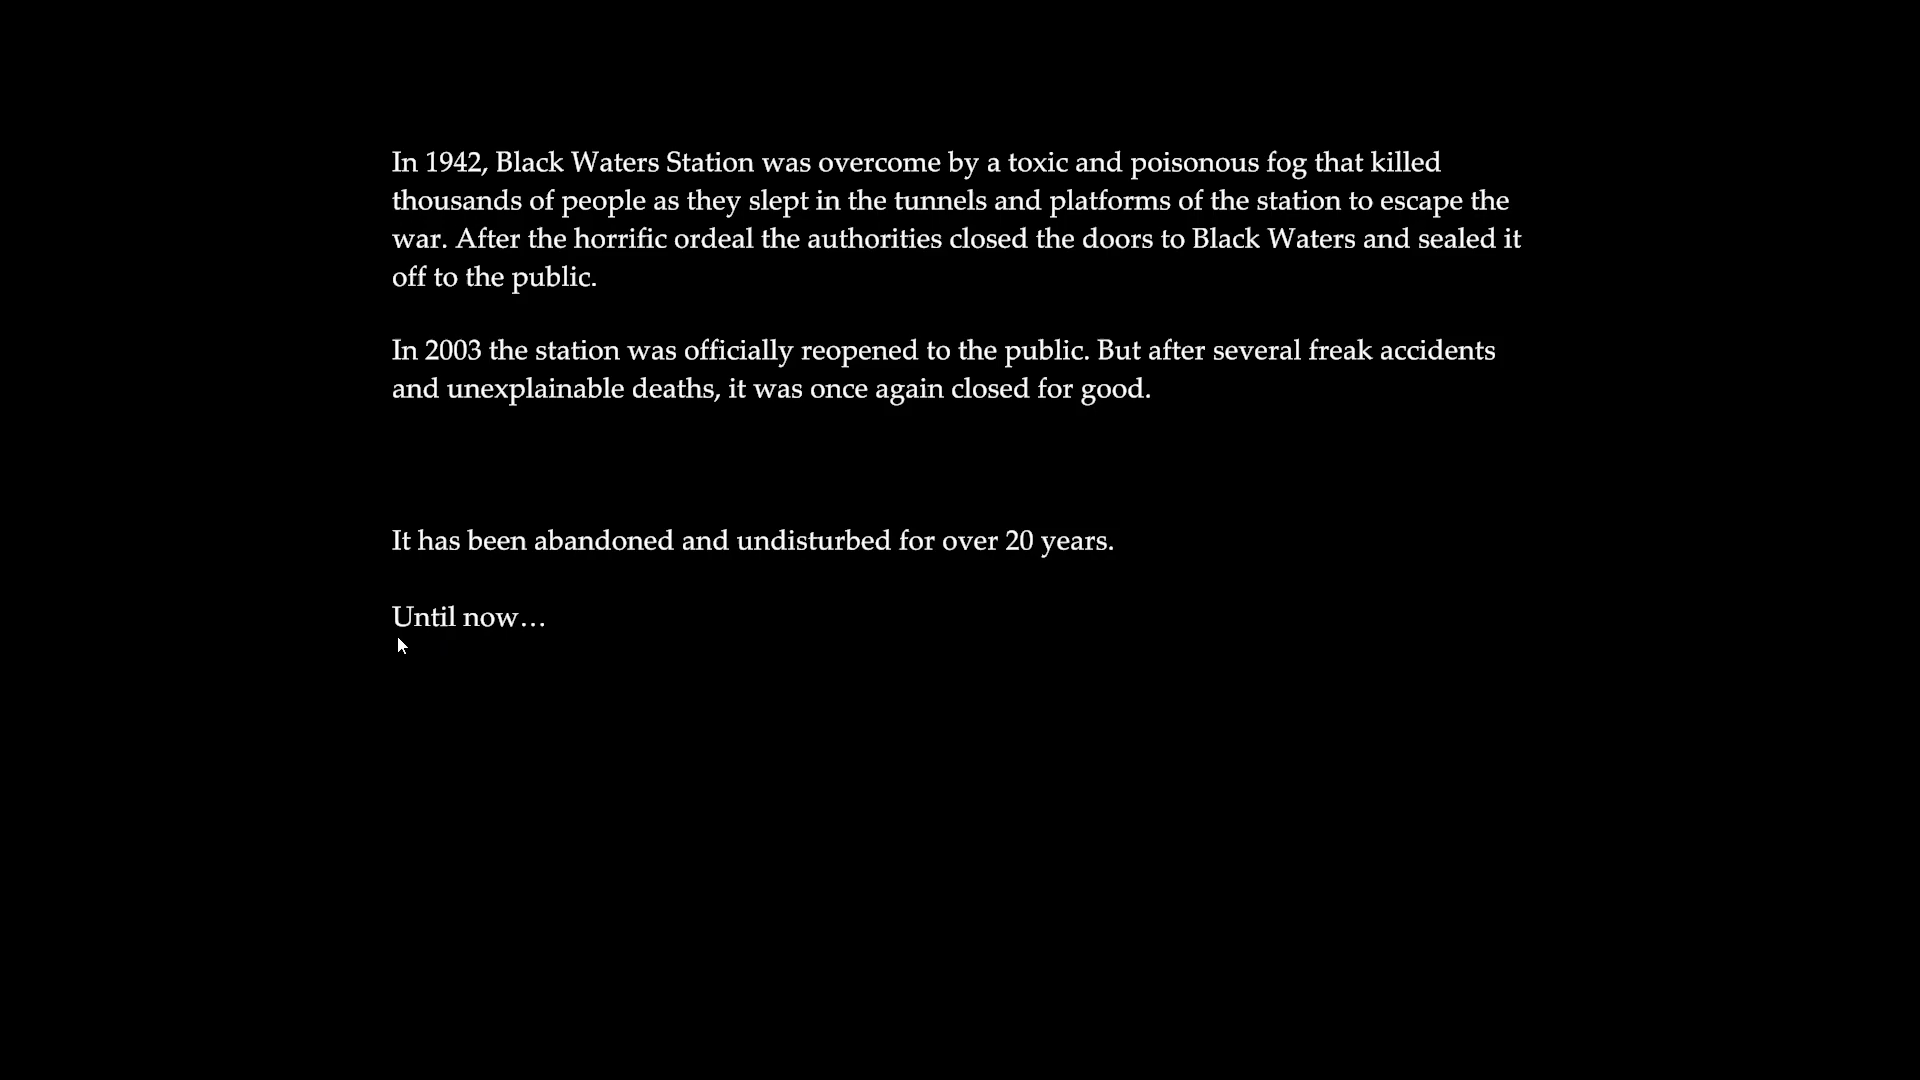 In 1942, Black Waters Station was overcome by a toxic and poisonous fog that killed
thousands of people as they slept in the tunnels and platforms of the station to escape the
war. After the horrific ordeal the authorities closed the doors to Black Waters and sealed it
off to the public.
In 2003 the station was officially reopened to the public. But after several freak accidents
and unexplainable deaths, it was once again closed for good.
It has been abandoned and undisturbed for over 20 years.
Until now…